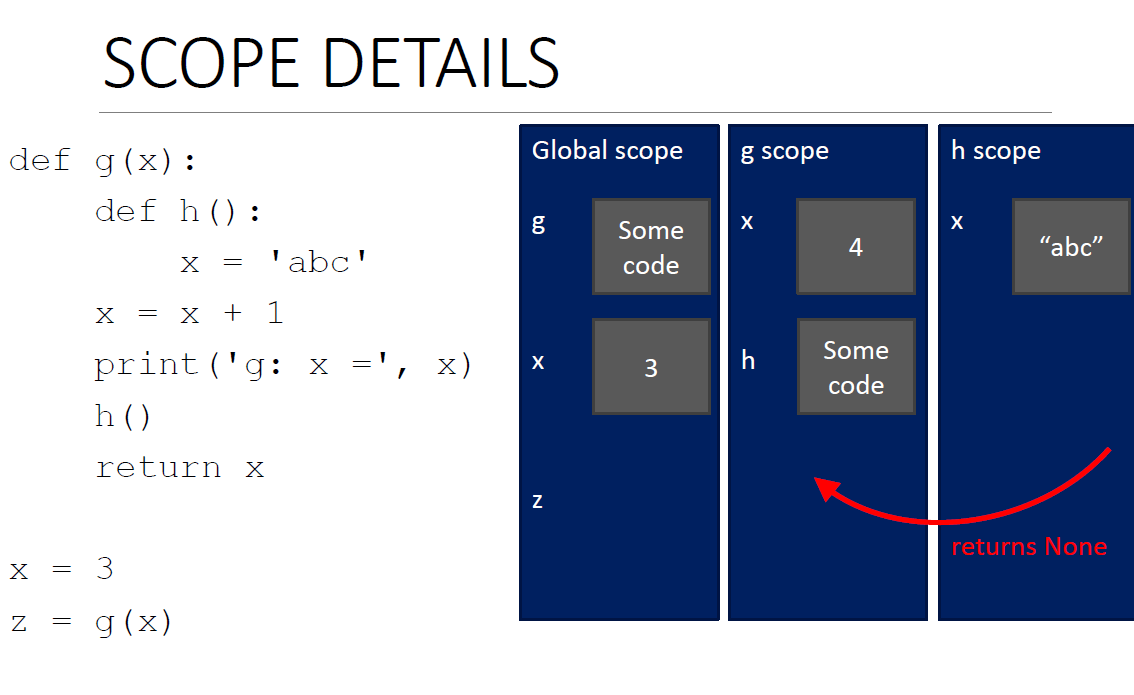 SCOPE DETAILS
def g(x):
    def h():
        x = 'abc'
    x = x + 1
    print('g: x =', x)
    h()
    return x
x = 3
z = g(x)
Global scope
g
Some
code
x
3
z
g scope
x
4
h
Some
code
h scope
x
“abc”
returns None